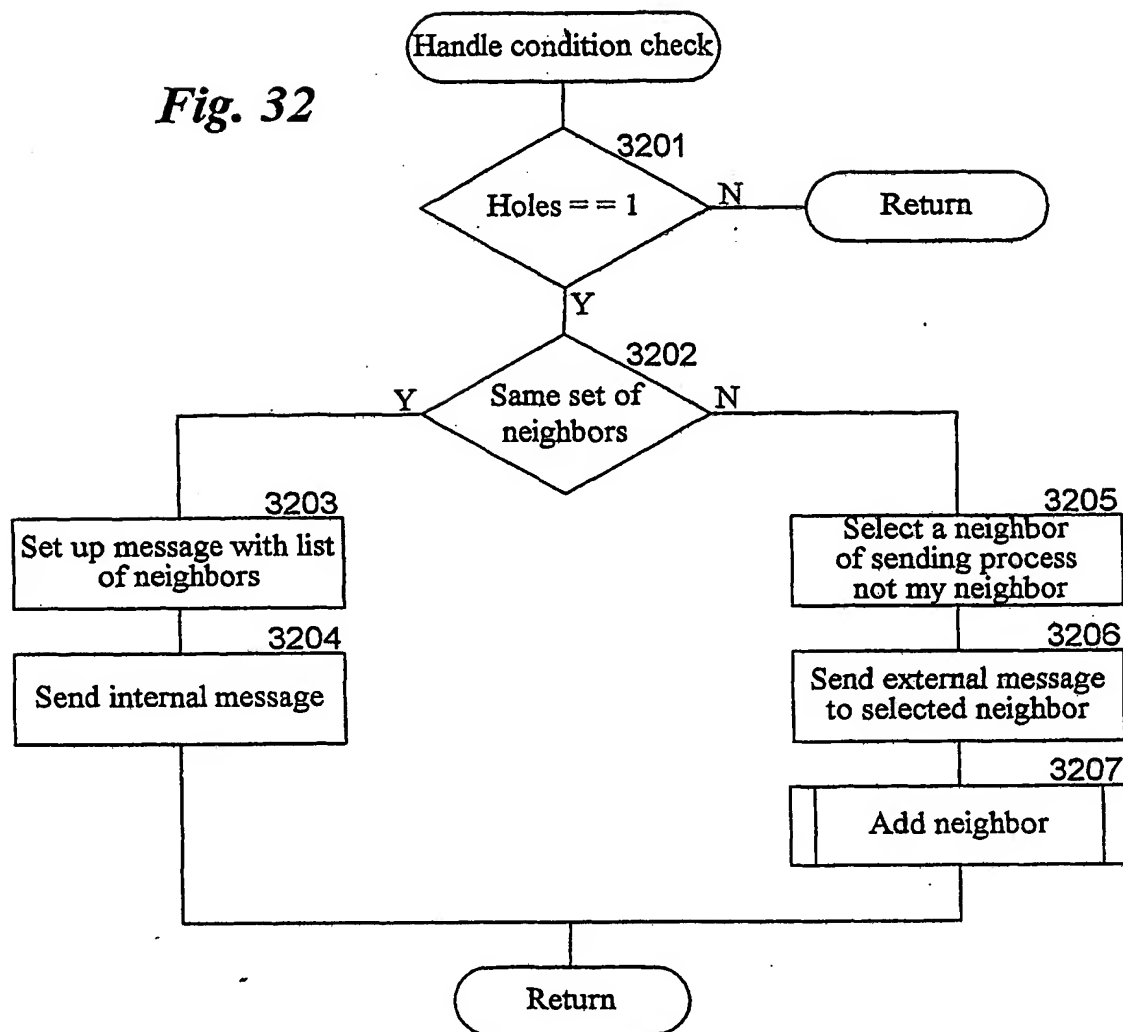 Handle condition check
Fig. 32
3201
Holes = = 1
N
Return
Y
3202
Same set of
neighbors
Y
N
3203
Set up message with list
of neighbors
3204
Send internal message
3205
Select a neighbor
of sending process
not my neighbor
3206
Send external message
to selected neighbor
3207
Add neighbor
Return